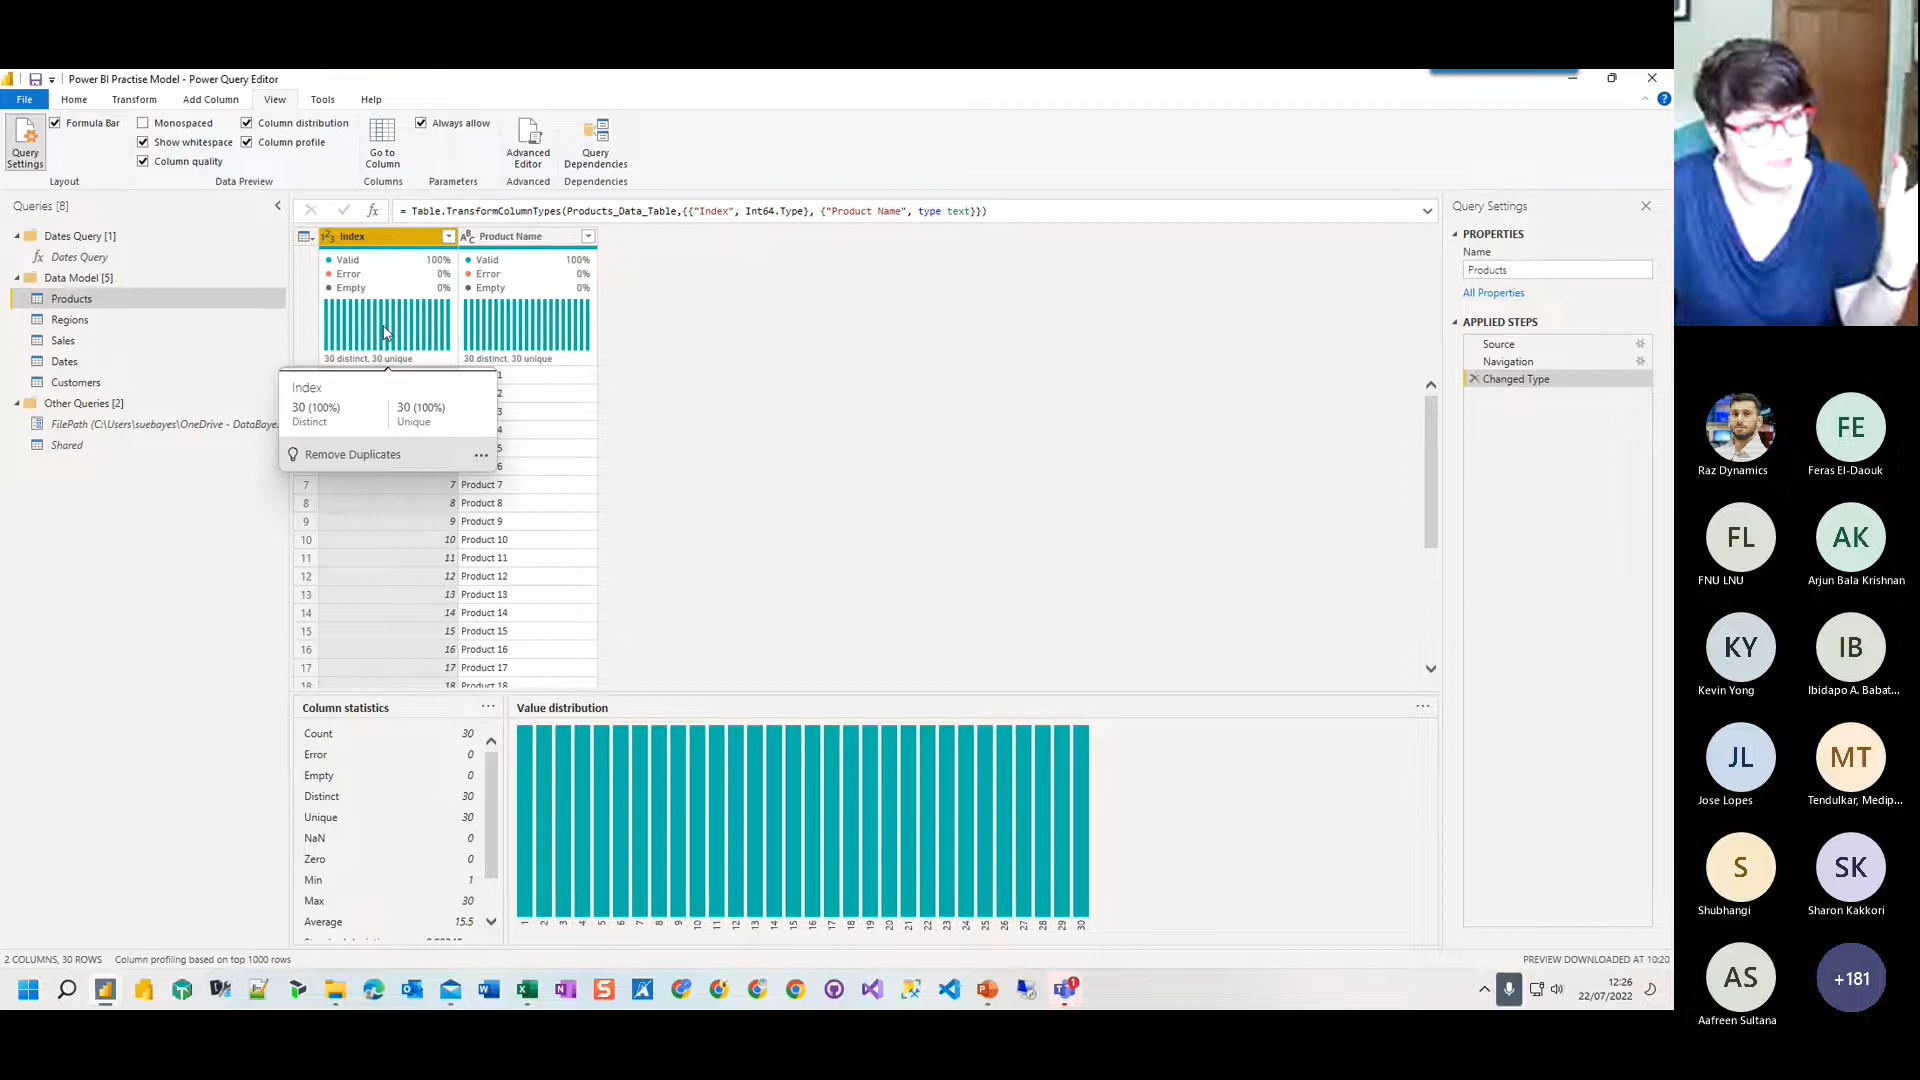 Power BI Practise Model - Power Query Editor
File Home Transform Add Column View Tools Help
Query Settings
Formula Bar
Monospaced
Show whitespace
Column quality
Column distribution
Column profile
Go to Column
Always allow
Advanced Editor
Query Dependencies
Layout Data Preview Columns Parameters Advanced Dependencies
Queries [8]
Dates Query [1]
Dates Query
Data Model [5]
Products
Regions
Sales
Dates
Customers
Other Queries [2]
FilePath (C:\Users\suebayes\OneDrive - DataBaye
Shared
= Table.TransformColumnTypes(Products_Data_Table,{{"Index", Int64.Type}, {"Product Name", type text}})
Index Product Name
Valid 100% Valid 100%
Error 0% Error 0%
Empty 0% Empty 0%
30 distinct, 30 unique 30 distinct, 30 unique
1
2
3
4
5
6
Index
30 (100%) 30 (100%)
Distinct Unique
Remove Duplicates
7 7 Product 7
8 8 Product 8
9 9 Product 9
10 10 Product 10
11 11 Product 11
12 12 Product 12
13 13 Product 13
14 14 Product 14
15 15 Product 15
16 16 Product 16
17 17 Product 17
18 18 Product 18
Column statistics
Count 30
Error 0
Empty 0
Distinct 30
Unique 30
NaN 0
Zero 0
Min 1
Max 30
Average 15.5
Value distribution
1 2 3 4 5 6 7 8 9 10 11 12 13 14 15 16 17 18 19 20 21 22 23 24 25 26 27 28 29 30
Query Settings
PROPERTIES
Name
Products
All Properties
APPLIED STEPS
Source
Navigation
Changed Type
2 COLUMNS, 30 ROWS Column profiling based on top 1000 rows
PREVIEW DOWNLOADED AT 10:20
12:26
22/07/2022
Raz Dynamics
FE
Feras El-Daouk
FL
FNU LNU
AK
Arjun Bala Krishnan
KY
Kevin Yong
IB
Ibidapo A. Babat...
JL
Jose Lopes
MT
Tendulkar, Medip...
S
Shubhangi
SK
Sharon Kakkori
AS
Aafreen Sultana
+181